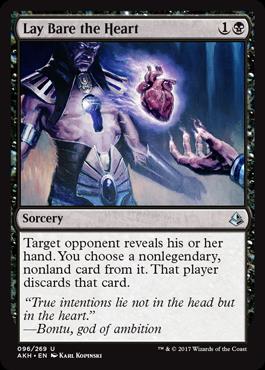 Lay Bare the Heart 1
Sorcery
Target opponent reveals his or her
hand. You choose a nonlegendary,
nonland card from it. That player
discards that card.
“True intentions lie not in the head but
in the heart.”
—Bontu, god of ambition
096/269 U
AKH • EN Karl Kopinski
™ & © 2017 Wizards of the Coast